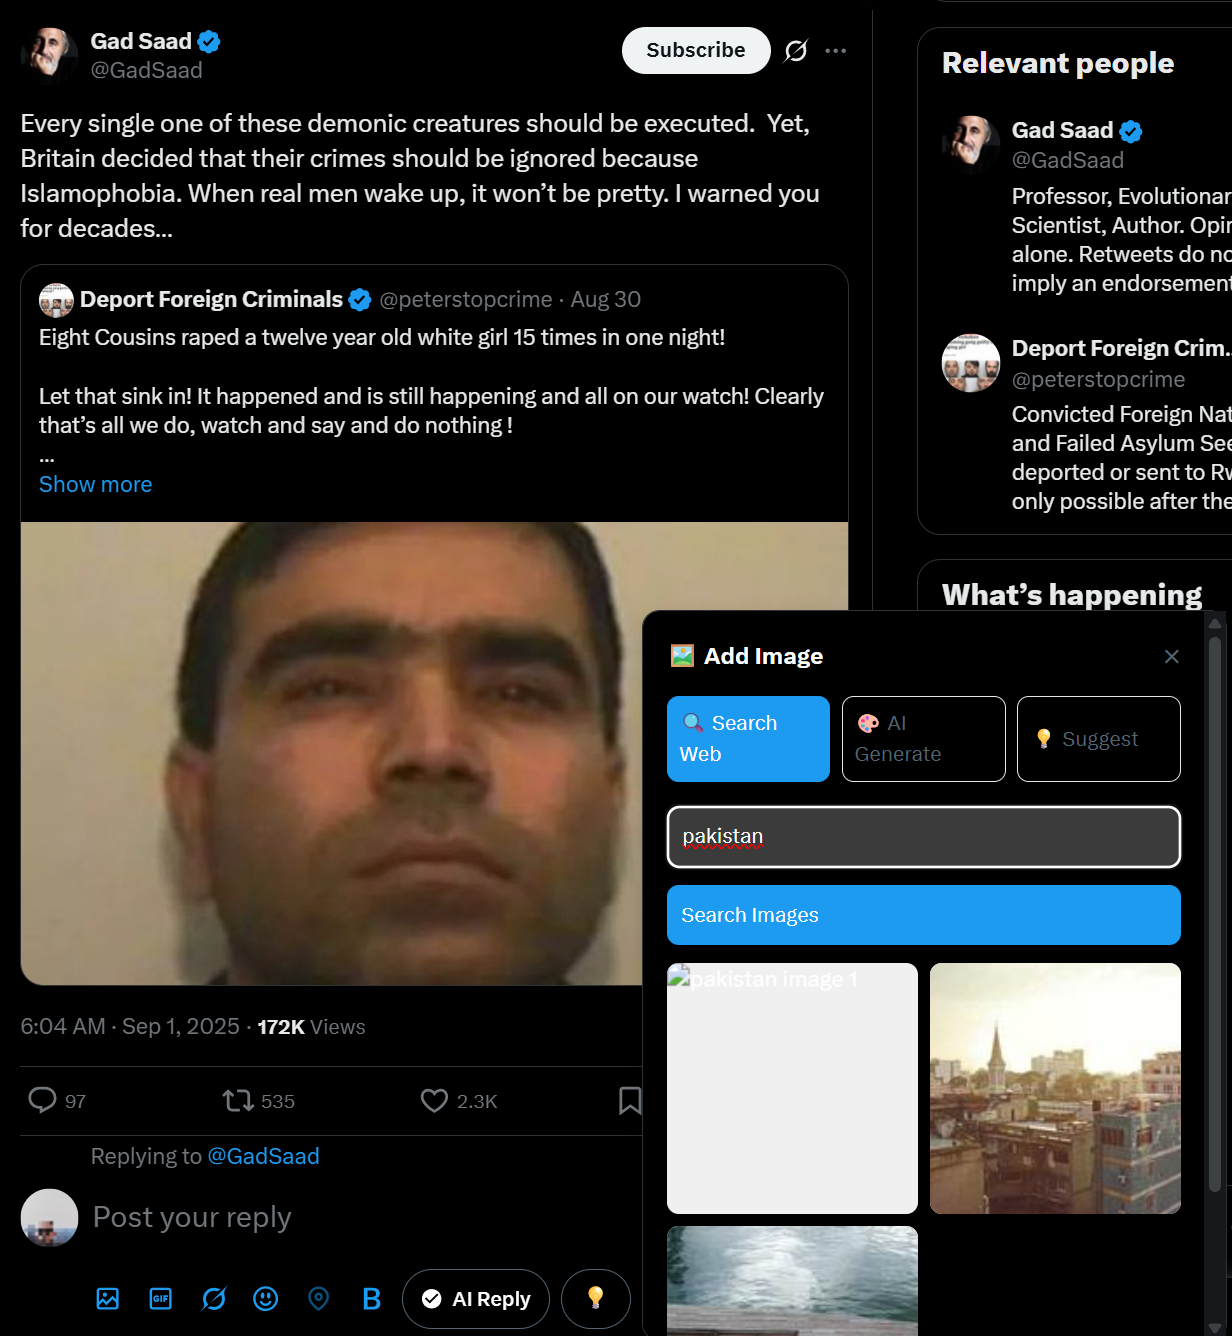 Gad Saad
@GadSaad
Subscribe
Every single one of these demonic creatures should be executed.  Yet,
Britain decided that their crimes should be ignored because
Islamophobia. When real men wake up, it won't be pretty. I warned you
for decades...
Deport Foreign Criminals @peterstopcrime · Aug 30
Eight Cousins raped a twelve year old white girl 15 times in one night!
Let that sink in! It happened and is still happening and all on our watch! Clearly
that's all we do, watch and say and do nothing !
...
Show more
6:04 AM · Sep 1, 2025 · 172K Views
97
535
2.3K
Replying to @GadSaad
Post your reply
GIF
B
AI Reply
Relevant people
Gad Saad
@GadSaad
Professor, Evolutionar
Scientist, Author. Opin
alone. Retweets do no
imply an endorsement
Deport Foreign Crim..
@peterstopcrime
Convicted Foreign Nat
and Failed Asylum See
deported or sent to Rw
only possible after the
What's happening
Add Image
Search
Web
AI
Generate
Suggest
pakistan
Search Images
pakistan image 1